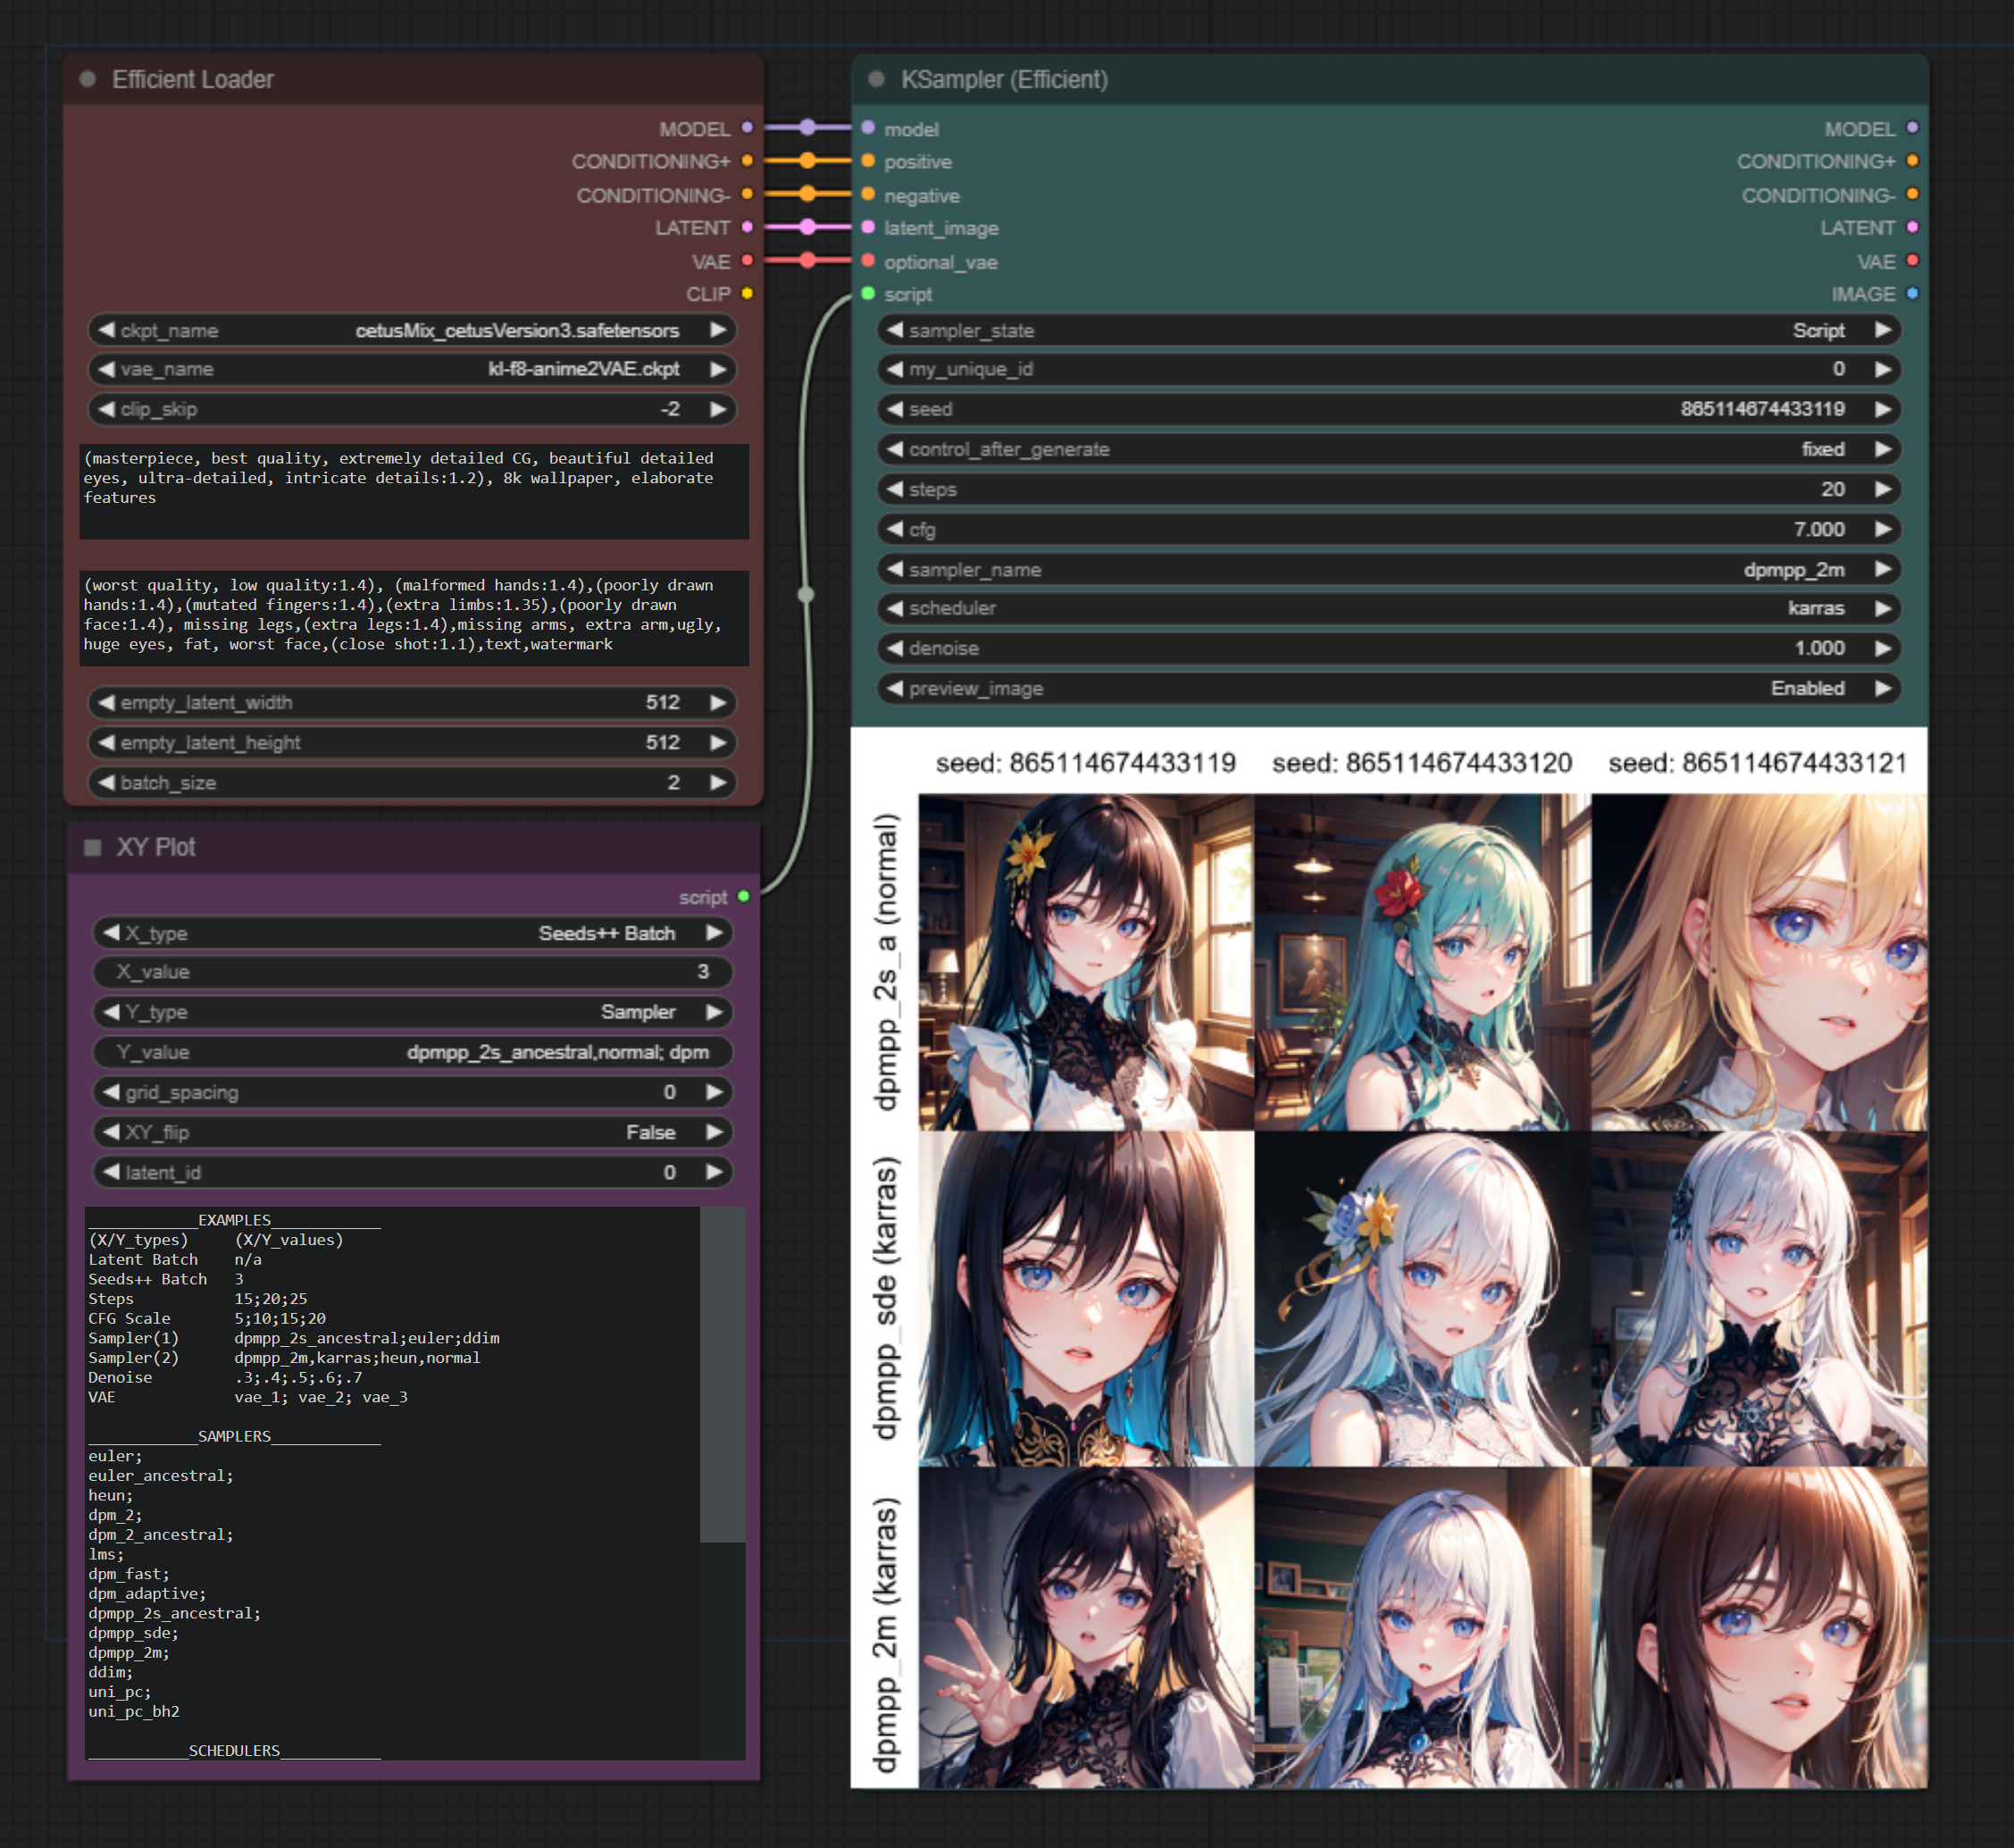 Efficient Loader
MODEL
CONDITIONING+
CONDITIONING-
LATENT
VAE
CLIP
ckpt_name cetusMix_cetusVersion3.safetensors
vae_name kl-f8-anime2VAE.ckpt
clip_skip -2
(masterpiece, best quality, extremely detailed CG, beautiful detailed
eyes, ultra-detailed, intricate details:1.2), 8k wallpaper, elaborate
features
(worst quality, low quality:1.4), (malformed hands:1.4),(poorly drawn
hands:1.4),(mutated fingers:1.4),(extra limbs:1.35),(poorly drawn
face:1.4), missing legs,(extra legs:1.4),missing arms, extra arm,ugly,
huge eyes, fat, worst face,(close shot:1.1),text,watermark
empty_latent_width 512
empty_latent_height 512
batch_size 2
XY Plot
script
X_type Seeds++ Batch
X_value 3
Y_type Sampler
Y_value dpmpp_2s_ancestral,normal; dpm
grid_spacing 0
XY_flip False
latent_id 0
____________EXAMPLES____________
(X/Y_types) (X/Y_values)
Latent Batch n/a
Seeds++ Batch 3
Steps 15;20;25
CFG Scale 5;10;15;20
Sampler(1) dpmpp_2s_ancestral;euler;ddim
Sampler(2) dpmpp_2m,karras;heun,normal
Denoise .3;.4;.5;.6;.7
VAE vae_1; vae_2; vae_3
____________SAMPLERS____________
euler;
euler_ancestral;
heun;
dpm_2;
dpm_2_ancestral;
lms;
dpm_fast;
dpm_adaptive;
dpmpp_2s_ancestral;
dpmpp_sde;
dpmpp_2m;
ddim;
uni_pc;
uni_pc_bh2
___________SCHEDULERS___________
KSampler (Efficient)
model MODEL
positive CONDITIONING+
negative CONDITIONING-
latent_image LATENT
optional_vae VAE
script IMAGE
sampler_state Script
my_unique_id 0
seed 865114674433119
control_after_generate fixed
steps 20
cfg 7.000
sampler_name dpmpp_2m
scheduler karras
denoise 1.000
preview_image Enabled
seed: 865114674433119 seed: 865114674433120 seed: 865114674433121
dpmpp_2s_a (normal)
dpmpp_sde (karras)
dpmpp_2m (karras)